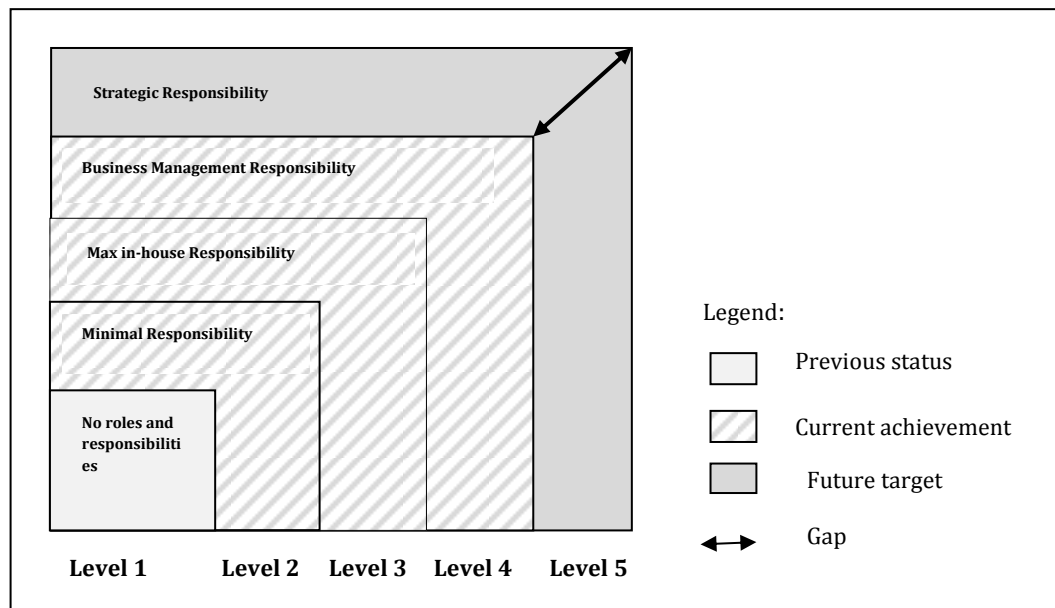 Strategic Responsibility
Business Management Responsibility
Max in-house Responsibility
Minimal Responsibility
No roles and
responsibiliti
es
Level 1
Level 2
Level 3
Level 4
Level 5
Legend:
Previous status
Current achievement
Future target
Gap